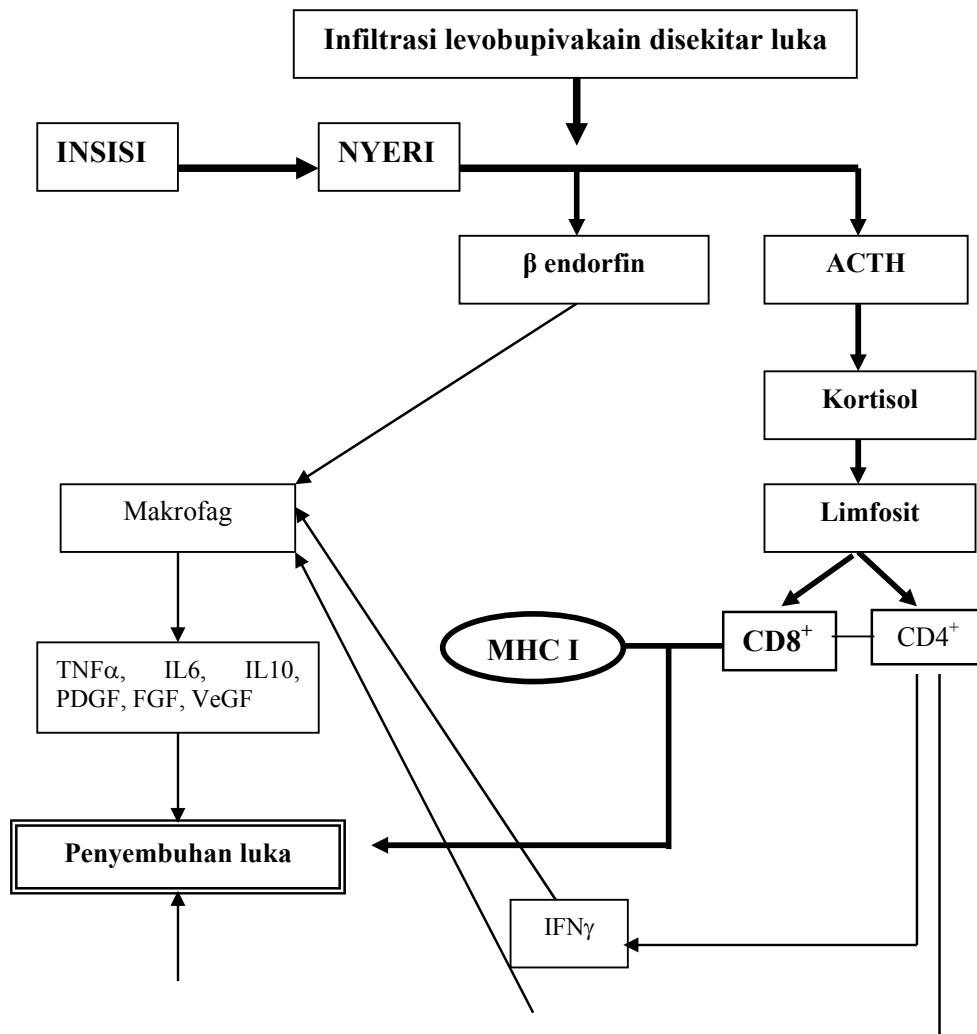 Infiltrasi levobupivakain disekitar luka
INSISI
NYERI
β endorfin
ACTH
Kortisol
Makrofag
Limfosit
MHC I
CD8⁺
CD4⁺
TNFα, IL6, IL10,
PDGF, FGF, VeGF
Penyembuhan luka
IFNγ